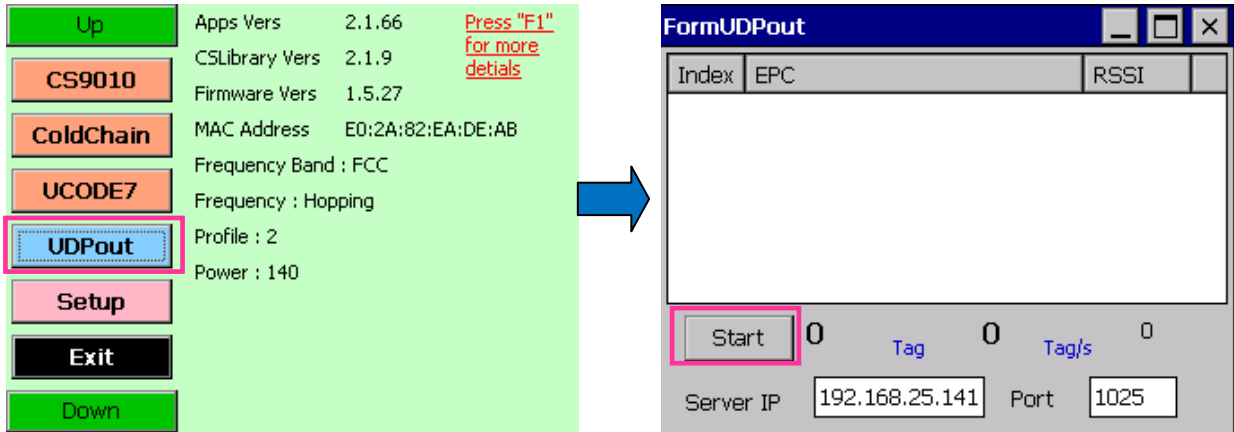 Up
CS9010
ColdChain
UCODE7
UDPout
Setup
Exit
Down
Apps Vers 2.1.66
CSLibrary Vers 2.1.9
Firmware Vers 1.5.27
MAC Address E0:2A:82:EA:DE:AB
Frequency Band : FCC
Frequency : Hopping
Profile : 2
Power : 140
Press "F1"
for more
detials
FormUDPout
Index EPC RSSI
Start 0 Tag 0 Tag/s 0
Server IP 192.168.25.141 Port 1025